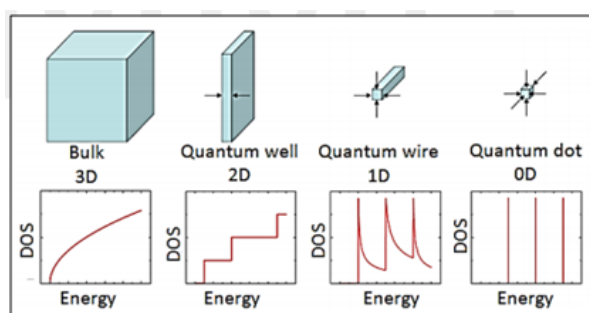 Bulk
Quantum well
Quantum wire
Quantum dot
3D
2D
1D
0D
DOS
DOS
DOS
DOS
Energy
Energy
Energy
Energy